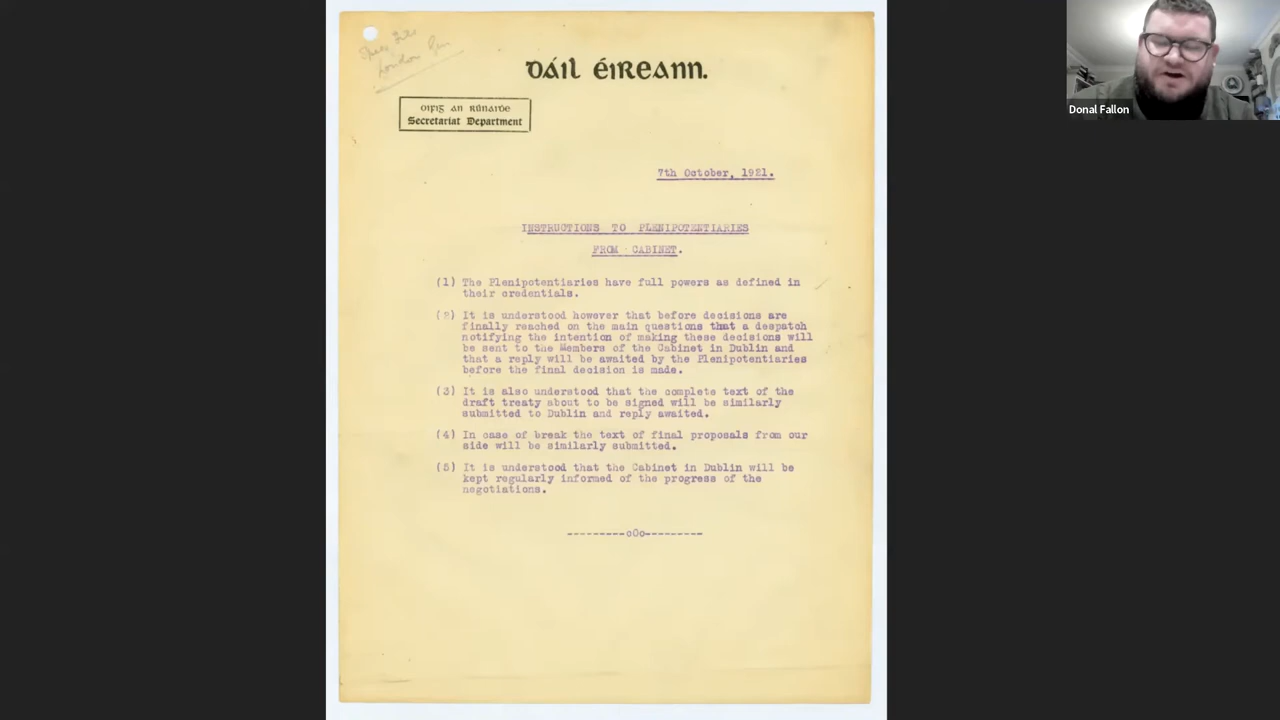 Dáil Éireann.
Oifig an Rúnaidhe
Secretariat Department
7th October, 1921.
INSTRUCTIONS TO PLENIPOTENTIARIES
FROM CABINET.
(1) The Plenipotentiaries have full powers as defined in
their credentials.
(2) It is understood however that before decisions are
finally reached on the main questions that a despatch
notifying the intention of making these decisions will
be sent to the Members of the Cabinet in Dublin and
that a reply will be awaited by the Plenipotentiaries
before the final decision is made.
(3) It is also understood that the complete text of the
draft treaty about to be signed will be similarly
submitted to Dublin and reply awaited.
(4) In case of break the text of final proposals from our
side will be similarly submitted.
(5) It is understood that the Cabinet in Dublin will be
kept regularly informed of the progress of the
negotiations.
---------oOo---------
Donal Fallon